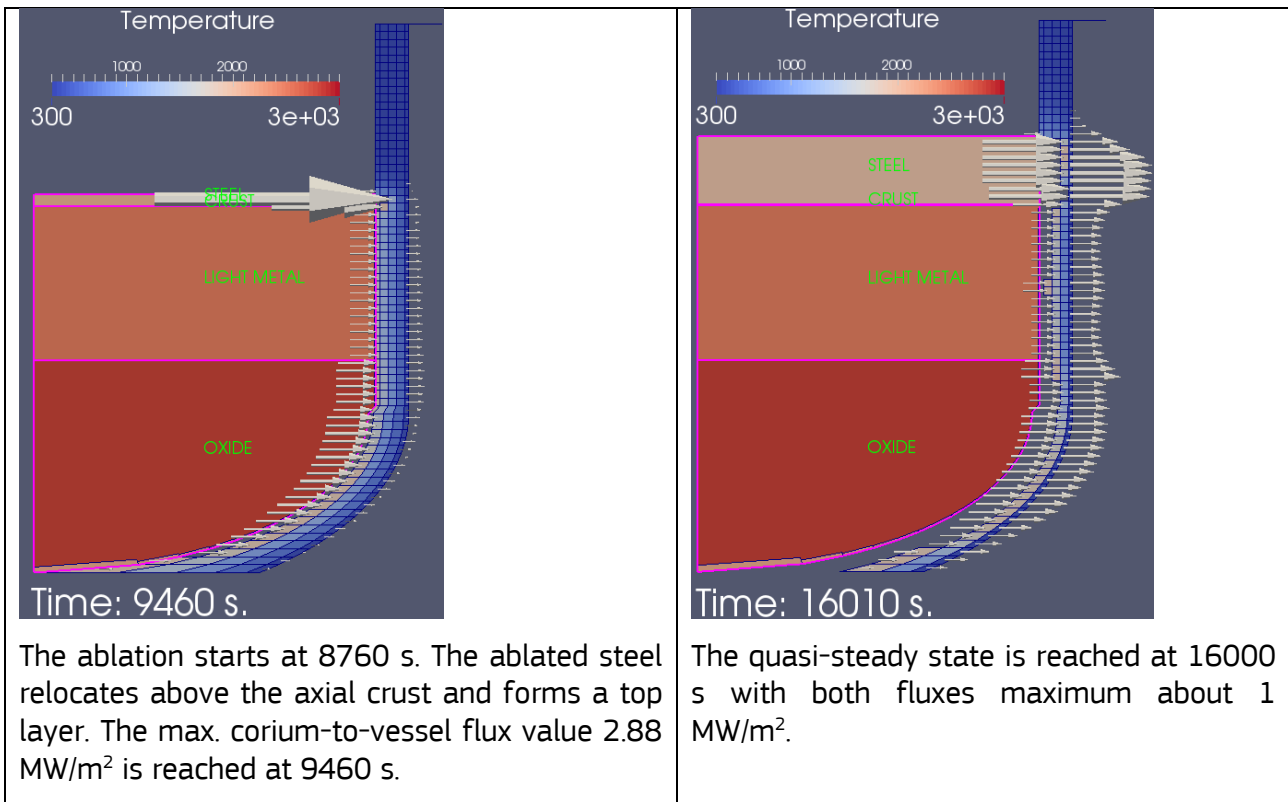 Temperature
1000 2000
300 3e+03
STEEL
CRUST
LIGHT METAL
OXIDE
Time: 9460 s.
The ablation starts at 8760 s. The ablated steel
relocates above the axial crust and forms a top
layer. The max. corium-to-vessel flux value 2.88
MW/m² is reached at 9460 s.
Temperature
1000 2000
300 3e+03
STEEL
CRUST
LIGHT METAL
OXIDE
Time: 16010 s.
The quasi-steady state is reached at 16000
s with both fluxes maximum about 1
MW/m².